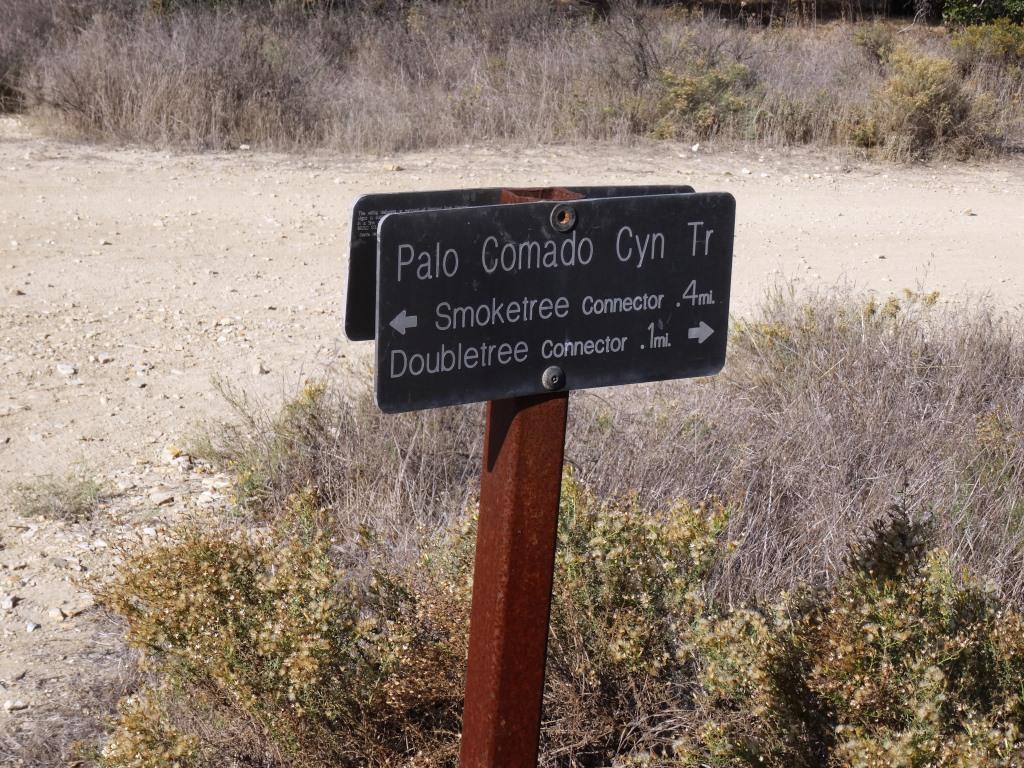 Palo Comado Cyn Tr
← Smoketree Connector .4mi.
Doubletree Connector .1mi. →